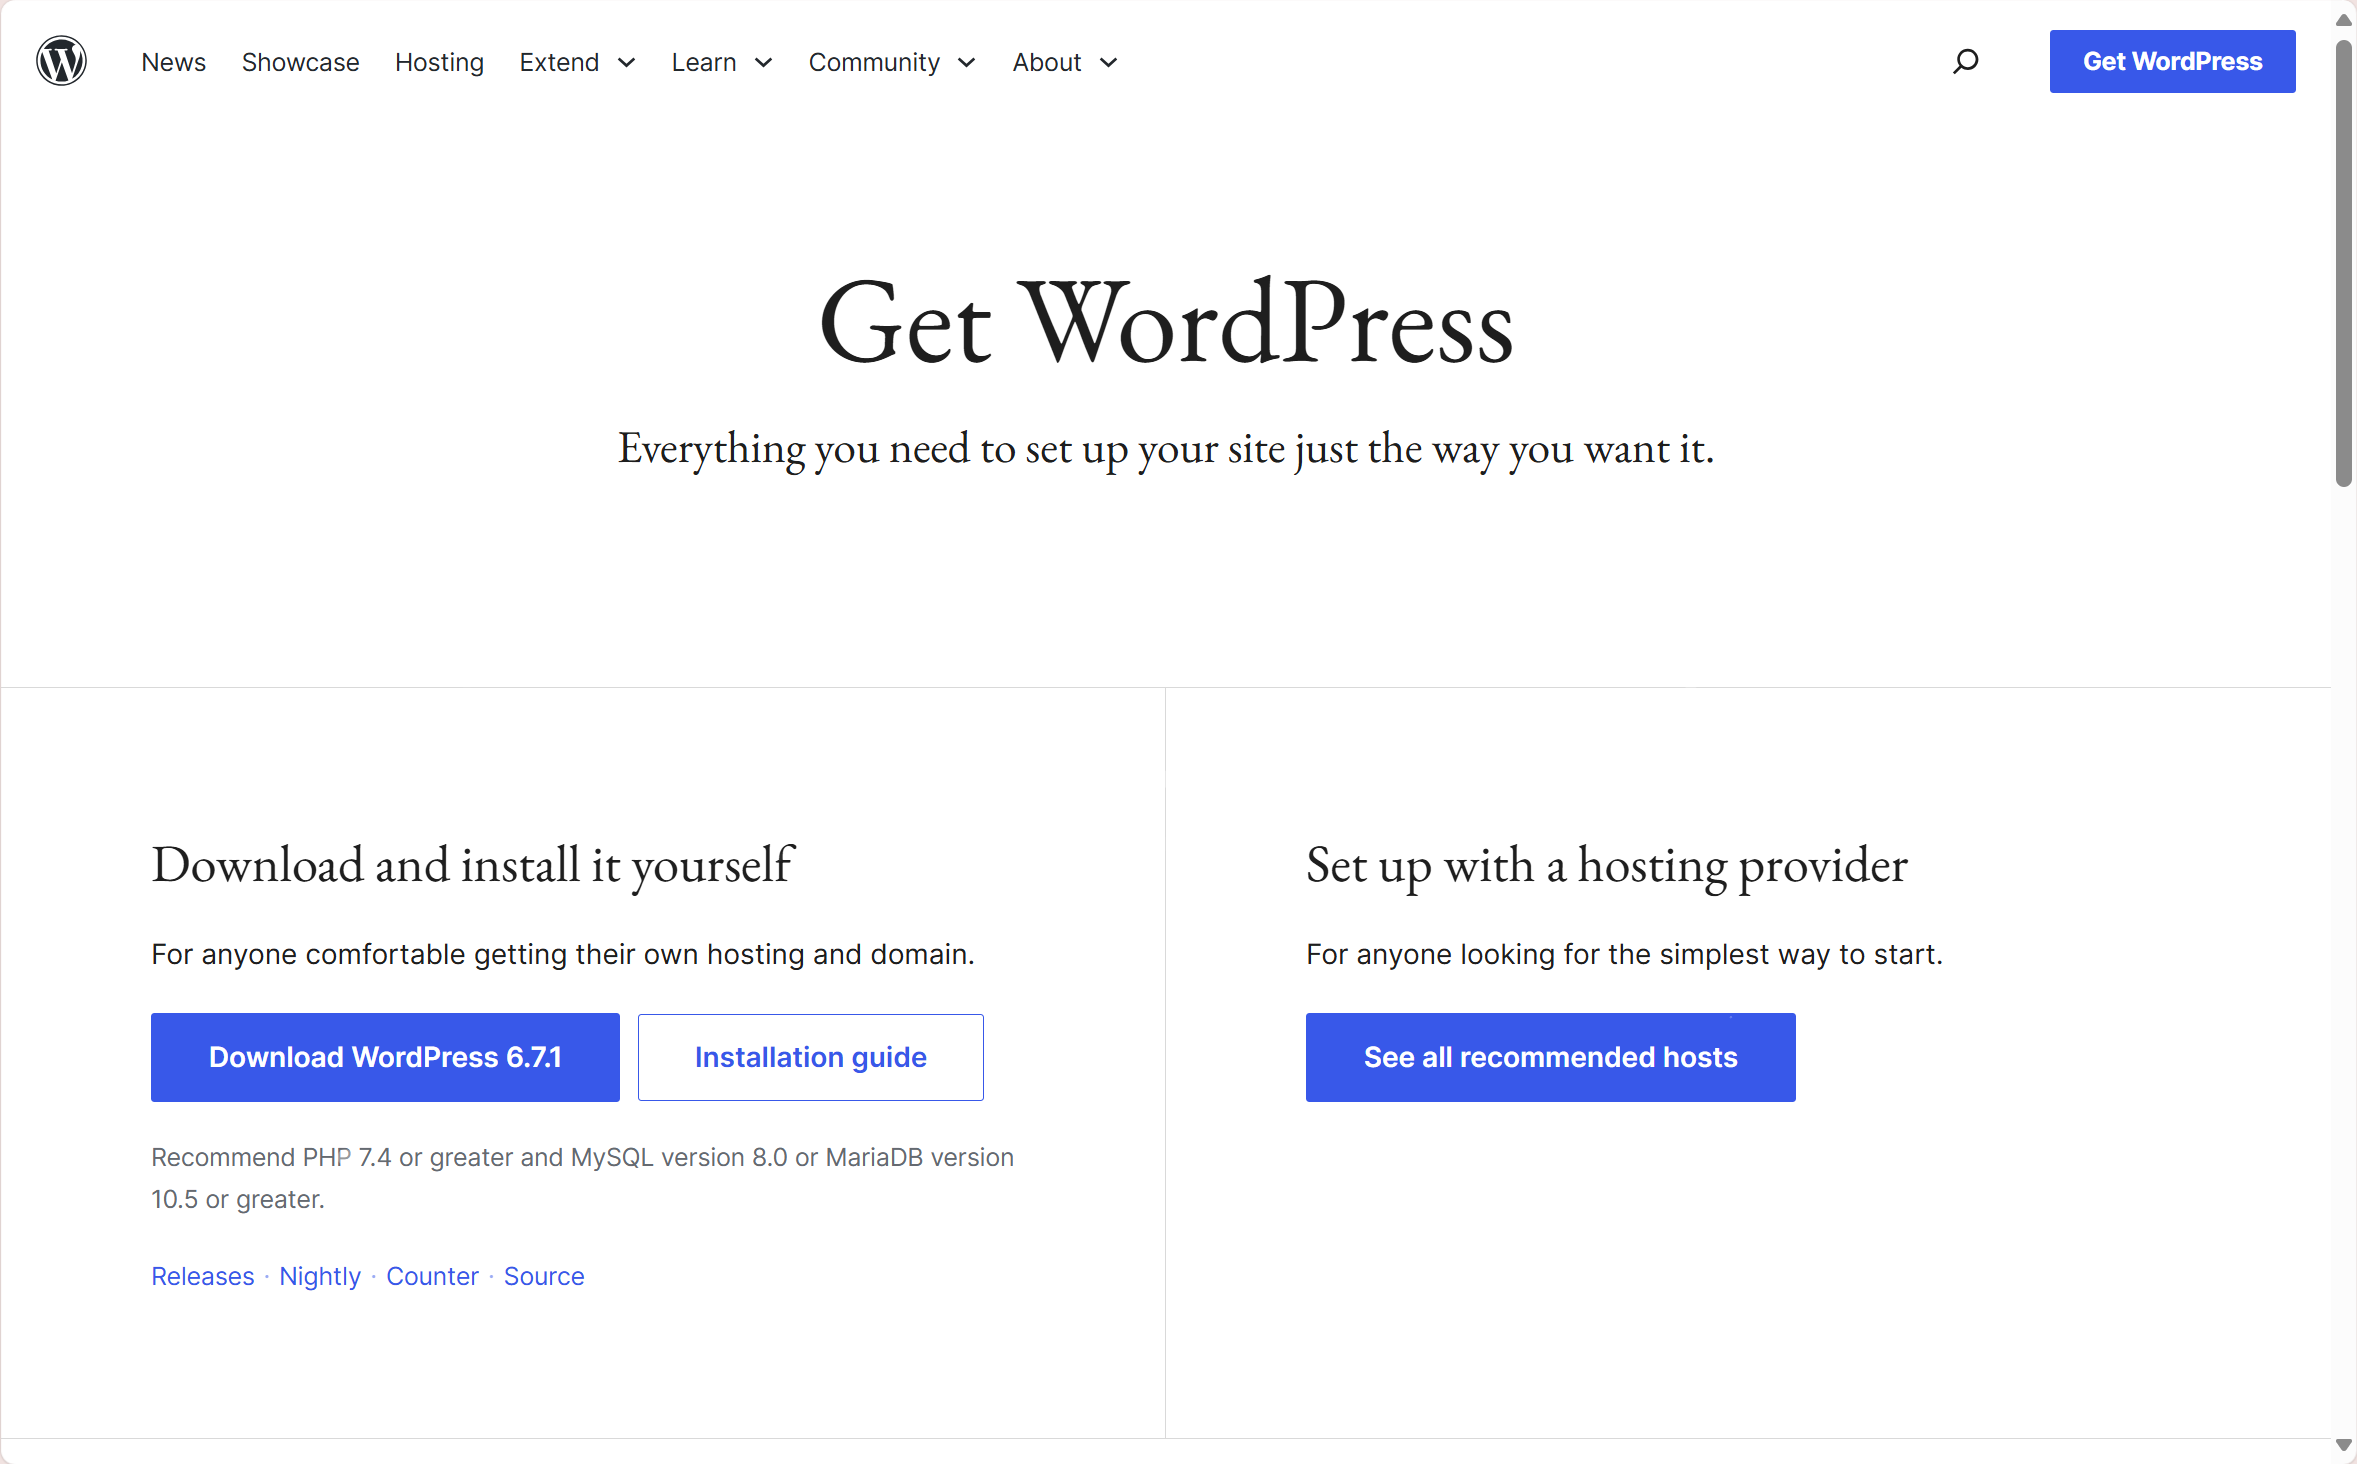 News Showcase Hosting Extend Learn Community About Get WordPress
Get WordPress
Everything you need to set up your site just the way you want it.
Download and install it yourself
For anyone comfortable getting their own hosting and domain.
Download WordPress 6.7.1 Installation guide
Recommend PHP 7.4 or greater and MySQL version 8.0 or MariaDB version
10.5 or greater.
Releases · Nightly · Counter · Source
Set up with a hosting provider
For anyone looking for the simplest way to start.
See all recommended hosts